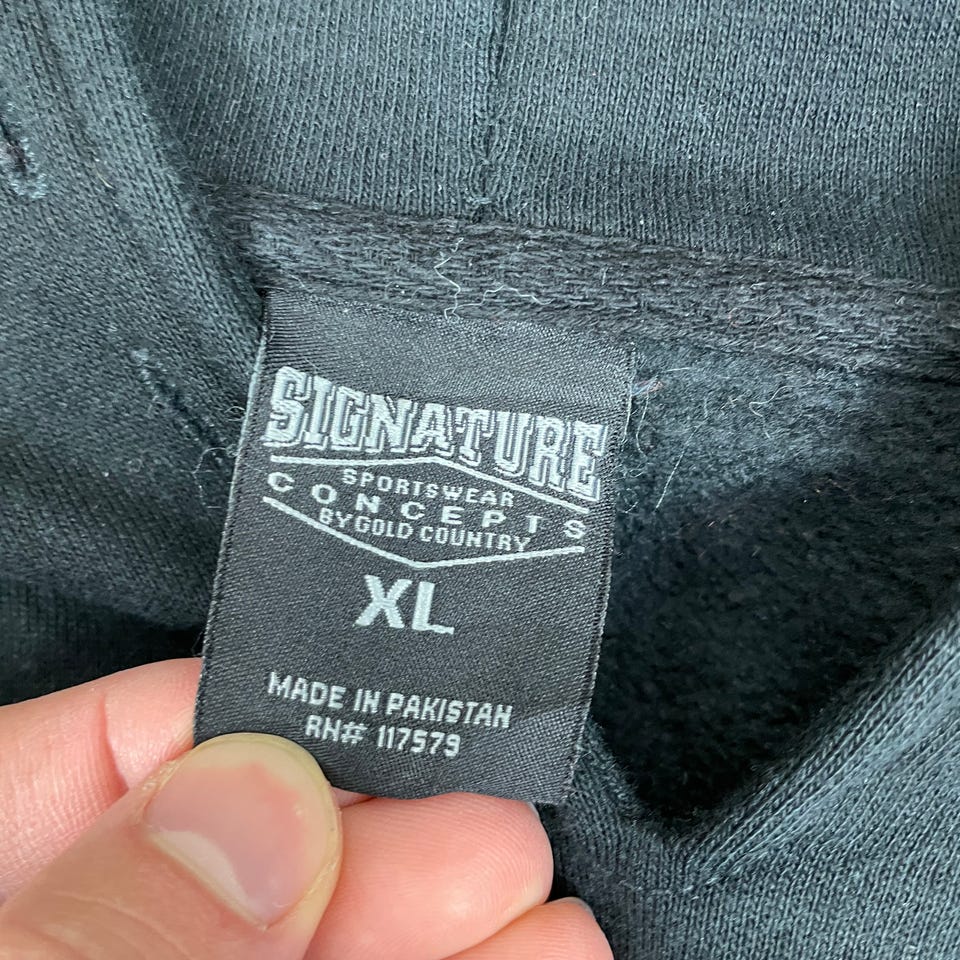 SIGNATURE
SPORTSWEAR
CONCEPTS
BY GOLD COUNTRY
XL
MADE IN PAKISTAN
RN# 117579